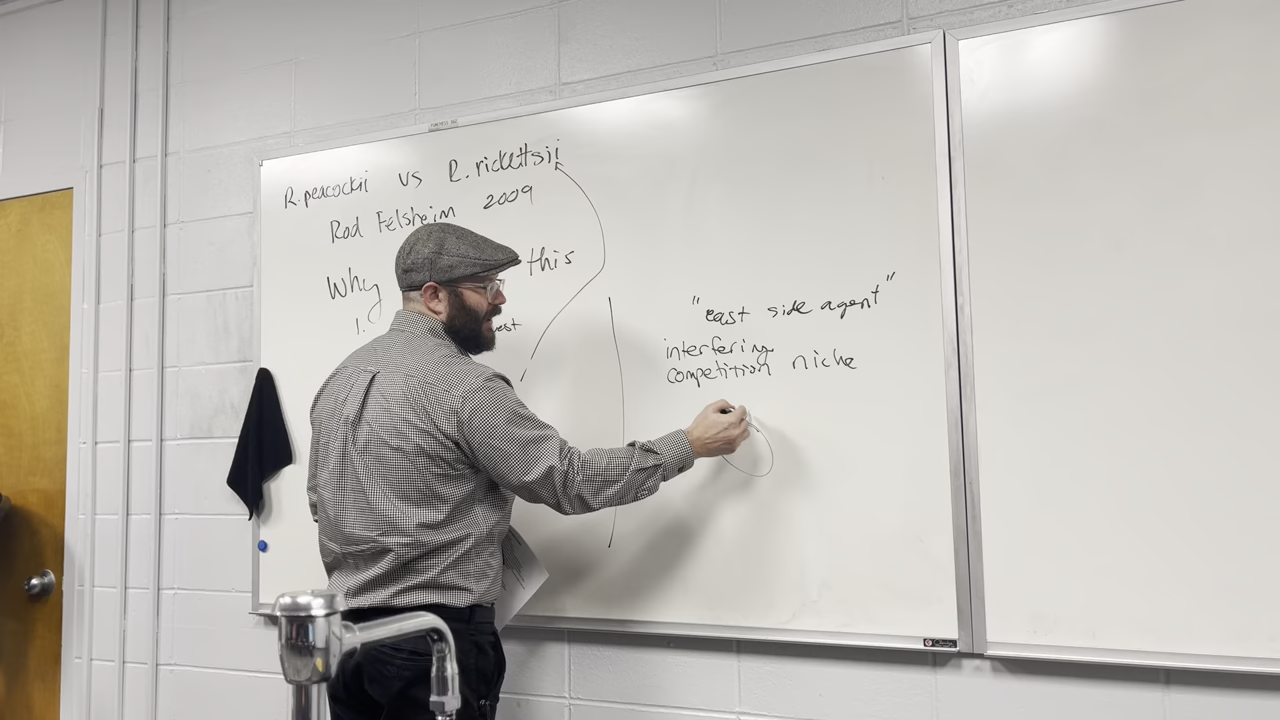 R.peacockii vs R.rickettsii
Rod Felsheim 2009
Why this
1.
"east side agent"
interfering
competition niche